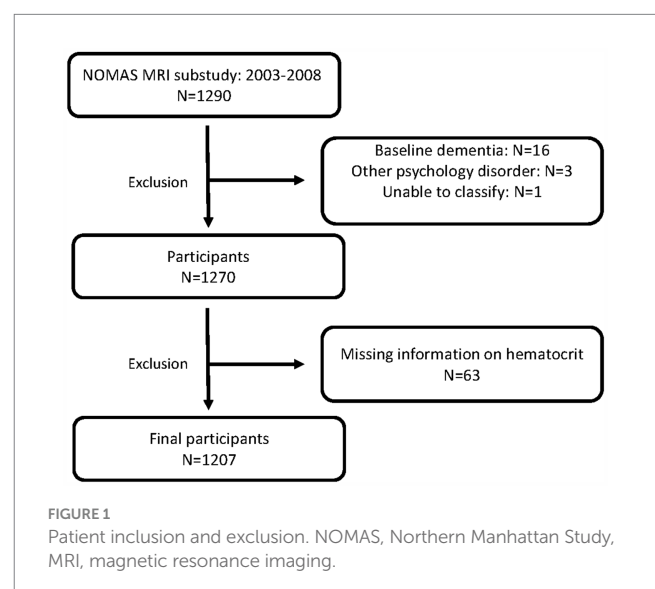 NOMAS MRI substudy: 2003-2008
N=1290
Baseline dementia: N=16
Other psychology disorder: N=3
Unable to classify: N=1
Exclusion
Participants
N=1270
Missing information on hematocrit
N=63
Exclusion
Final participants
N=1207
FIGURE 1
Patient inclusion and exclusion. NOMAS, Northern Manhattan Study,
MRI, magnetic resonance imaging.